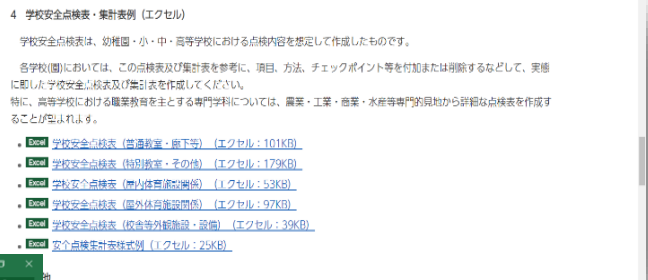 4 学校安全点検表・集計表例（エクセル）
学校安全点検表は、幼稚園・小・中・高等学校における点検内容を想定して作成したものです。
各学校(園)においては、この点検表及び集計表を参考に、項目、方法、チェックポイント等を付加または削除するなどして、実態
に即した学校安全点検表及び集計表を作成してください。
特に、高等学校における職業教育を主とする専門学科については、農業・工業・商業・水産等専門的見地から詳細な点検表を作成す
ることが望まれます。
Excel 学校安全点検表（普通教室・廊下等）（エクセル：101KB）
Excel 学校安全点検表（特別教室・その他）（エクセル：179KB）
Excel 学校安全点検表（屋内体育施設関係）（エクセル：53KB）
Excel 学校安全点検表（屋外体育施設関係）（エクセル：97KB）
Excel 学校安全点検表（校舎等外観施設・設備）（エクセル：39KB）
Excel 安全点検集計表様式例（エクセル：25KB）
他